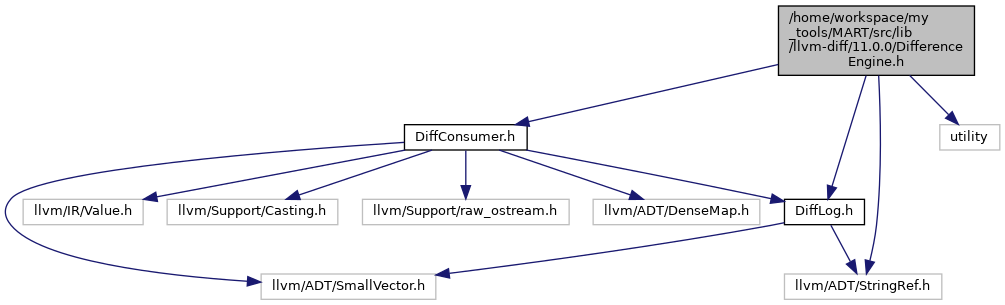 /home/workspace/my
_tools/MART/src/lib
/llvm-diff/11.0.0/Difference
Engine.h
DiffConsumer.h
utility
llvm/IR/Value.h
llvm/Support/Casting.h
llvm/Support/raw_ostream.h
llvm/ADT/DenseMap.h
DiffLog.h
llvm/ADT/SmallVector.h
llvm/ADT/StringRef.h